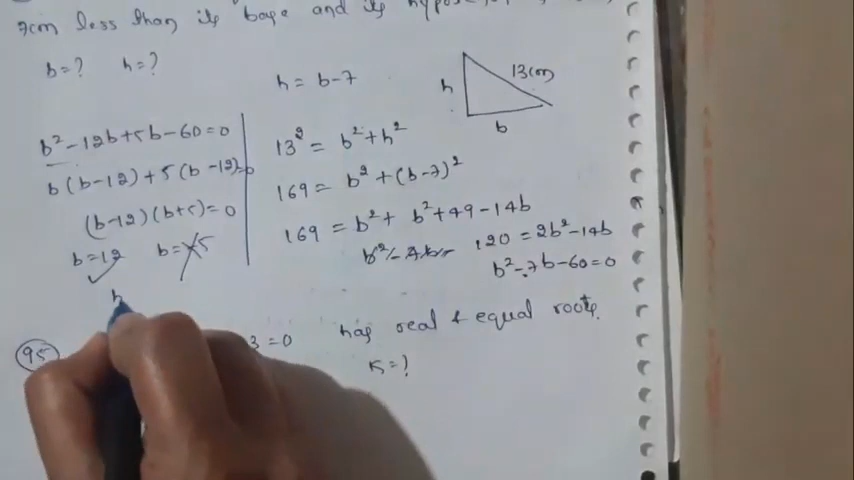 7cm less than its base and its
b=? h=?
h = b-7
h
13cm
b
13² = b²+h²
169 = b²+(b-7)²
169 = b²+ b²+49-14b
120 = 2b²-14b
b²-7b-60=0
b²-12b+5b-60=0
b(b-12)+5(b-12)=0
(b-12)(b+5)=0
b=12 b=-5
h
95
3=0 has real & equal roots.
K=?